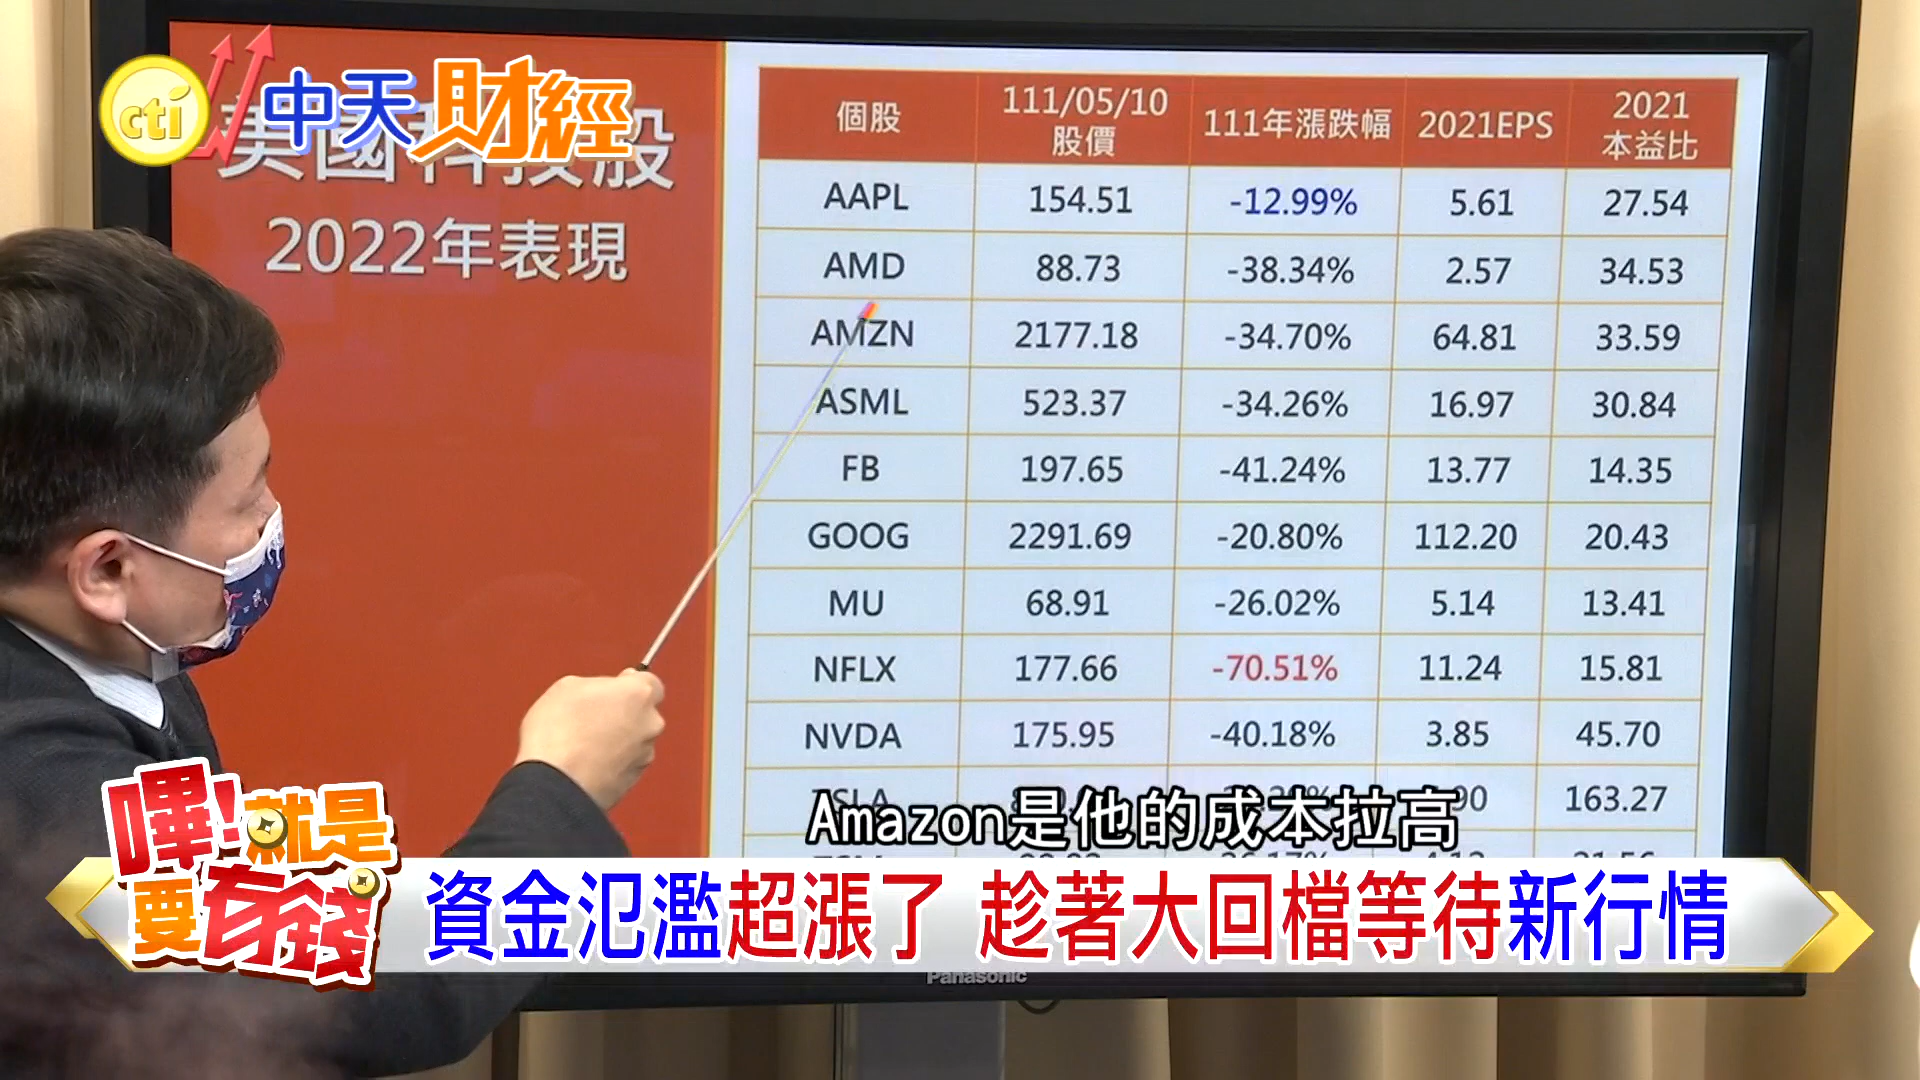 cti 中天財經
美國科技股
2022年表現
個股 111/05/10 股價 111年漲跌幅 2021EPS 2021 本益比
AAPL 154.51 -12.99% 5.61 27.54
AMD 88.73 -38.34% 2.57 34.53
AMZN 2177.18 -34.70% 64.81 33.59
ASML 523.37 -34.26% 16.97 30.84
FB 197.65 -41.24% 13.77 14.35
GOOG 2291.69 -20.80% 112.20 20.43
MU 68.91 -26.02% 5.14 13.41
NFLX 177.66 -70.51% 11.24 15.81
NVDA 175.95 -40.18% 3.85 45.70
TSLA 163.27
Amazon是他的成本拉高
嗶!就是要有錢
資金氾濫超漲了 趁著大回檔等待新行情
Panasonic